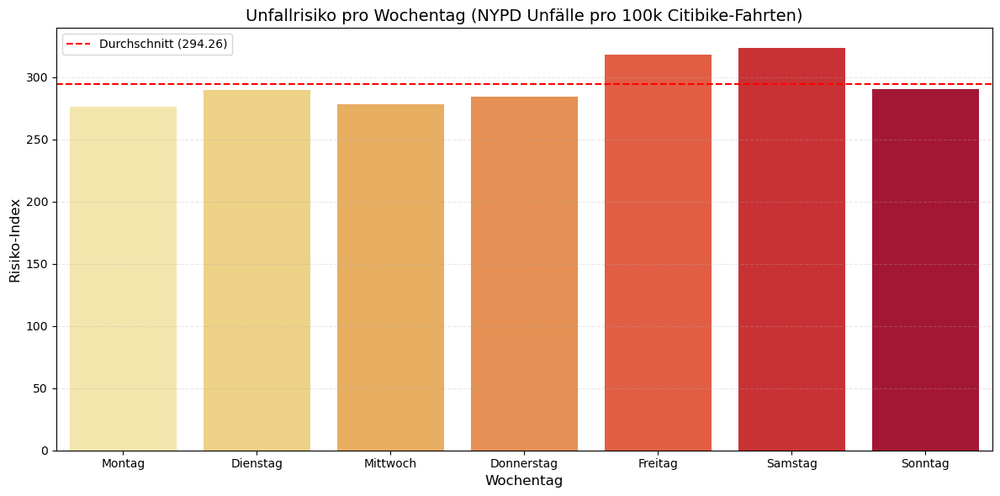 Unfallrisiko pro Wochentag (NYPD Unfälle pro 100k Citibike-Fahrten)
Durchschnitt (294.26)
Risiko-Index
300
250
200
150
100
50
0
Montag Dienstag Mittwoch Donnerstag Freitag Samstag Sonntag
Wochentag